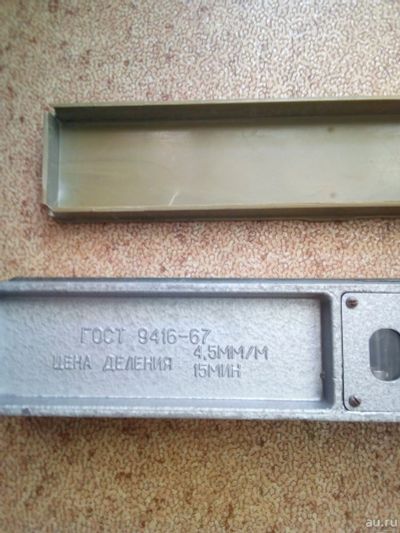 ГОСТ 9416-67
ЦЕНА ДЕЛЕНИЯ 4,5ММ/М
15МИН
au.ru